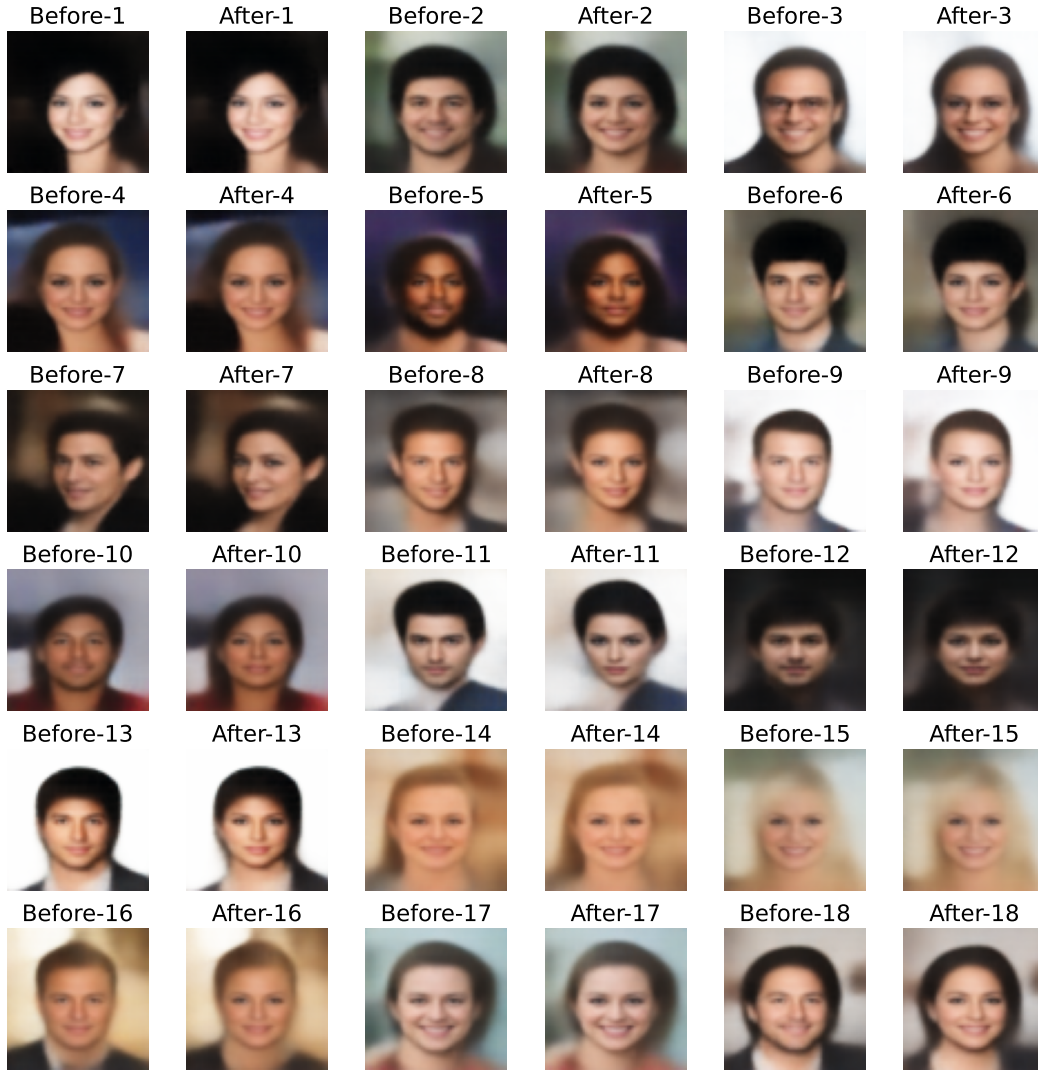 Before-1 After-1 Before-2 After-2 Before-3 After-3
Before-4 After-4 Before-5 After-5 Before-6 After-6
Before-7 After-7 Before-8 After-8 Before-9 After-9
Before-10 After-10 Before-11 After-11 Before-12 After-12
Before-13 After-13 Before-14 After-14 Before-15 After-15
Before-16 After-16 Before-17 After-17 Before-18 After-18